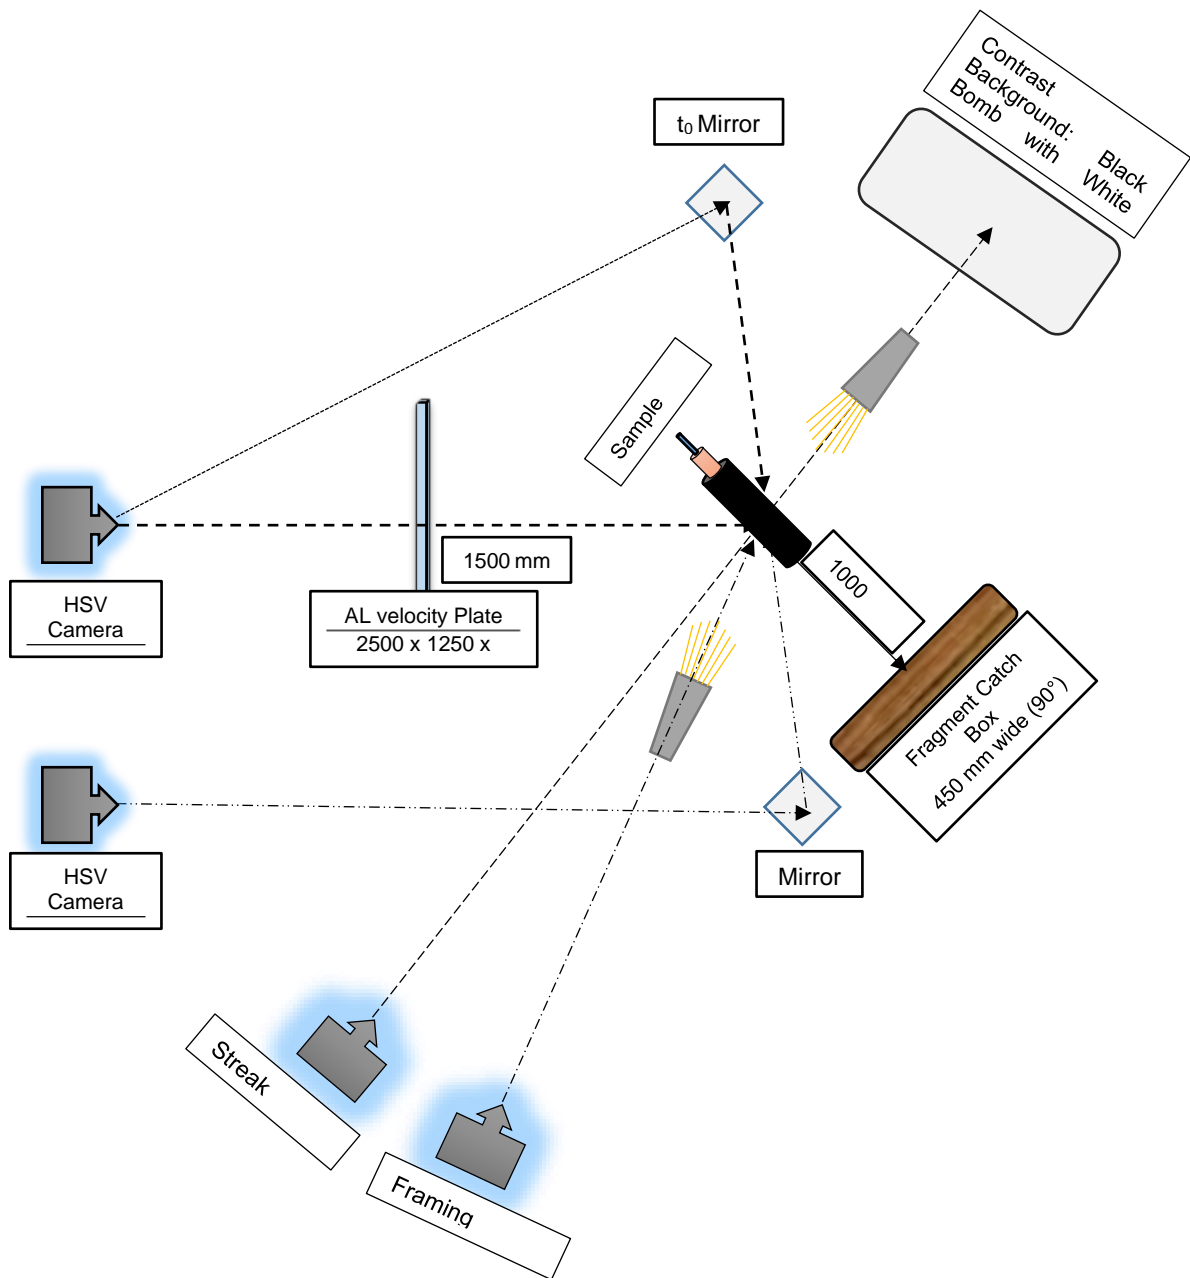 Contrast
Background: Black
Bomb with White
t₀ Mirror
Sample
1500 mm
HSV
Camera
AL velocity Plate
2500 x 1250 x
1000
Fragment Catch
Box
450 mm wide (90°)
HSV
Camera
Mirror
Streak
Framing